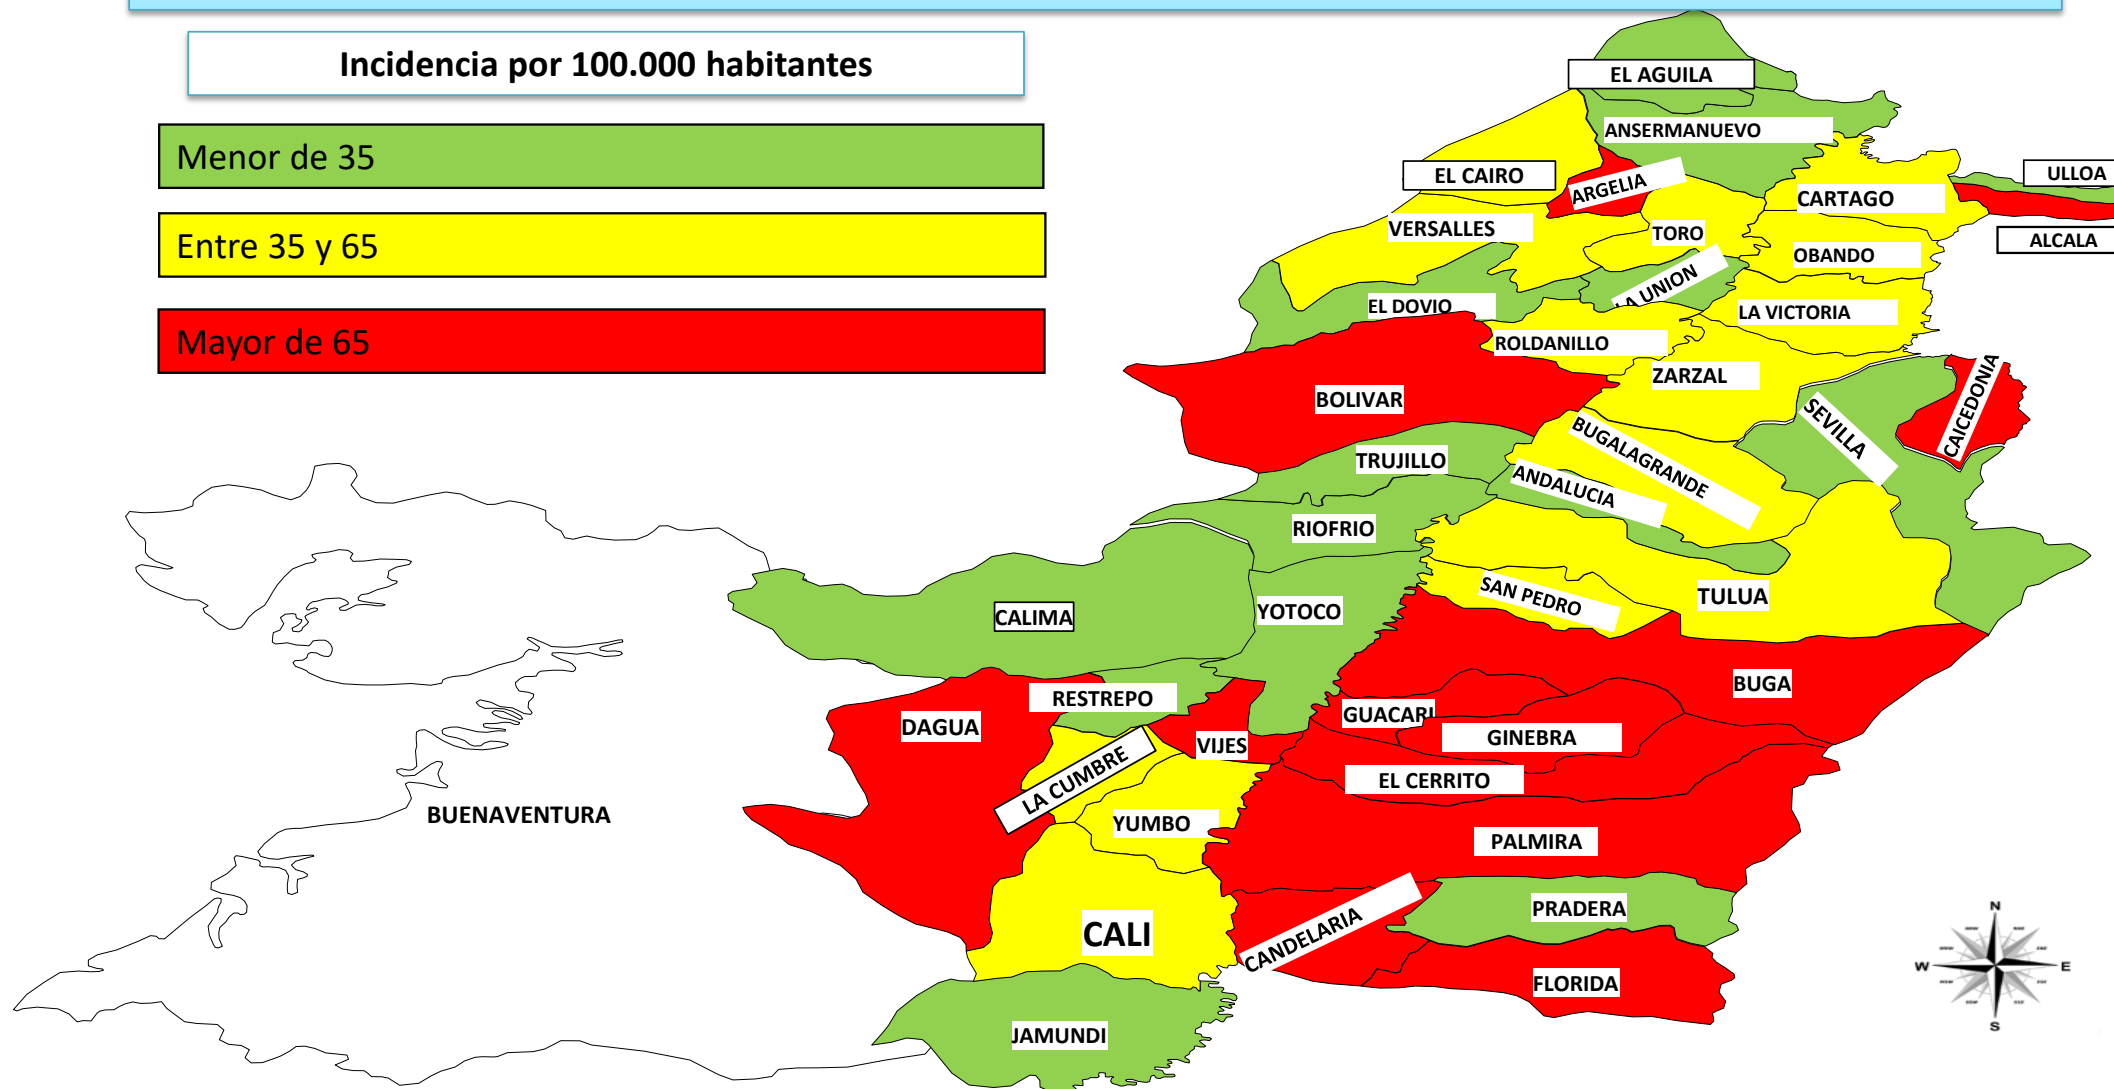 Incidencia por 100.000 habitantes
Menor de 35
Entre 35 y 65
Mayor de 65
EL AGUILA
ANSERMANUEVO
EL CAIRO
ARGELIA
CARTAGO
ULLOA
VERSALLES
TORO
ALCALA
OBANDO
LA UNION
EL DOVIO
LA VICTORIA
ROLDANILLO
ZARZAL
BOLIVAR
CAICEDONIA
SEVILLA
BUGALAGRANDE
TRUJILLO
ANDALUCIA
RIOFRIO
SAN PEDRO
TULUA
CALIMA
YOTOCO
BUGA
RESTREPO
GUACARI
DAGUA
VIJES
GINEBRA
LA CUMBRE
EL CERRITO
BUENAVENTURA
YUMBO
PALMIRA
PRADERA
CALI
CANDELARIA
FLORIDA
JAMUNDI
N
W
E
S